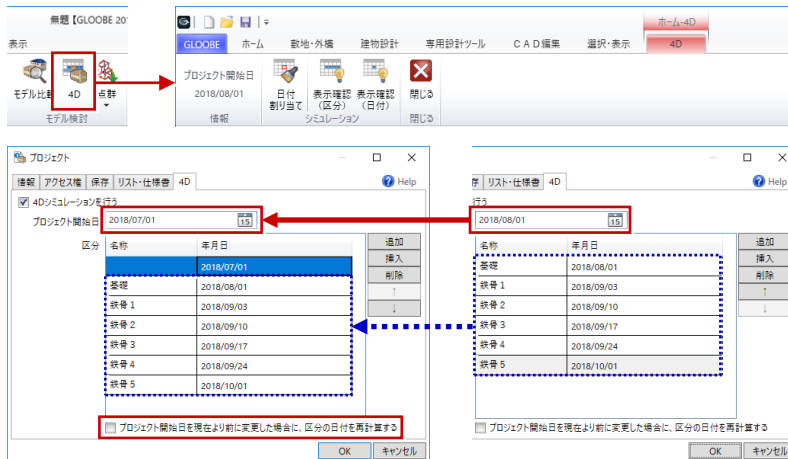 無題【GLOOBE 20
表示
モデル比較
4D
点群
モデル検討
ホーム-4D
GLOOBE ホーム 敷地・外構 建物設計 専用設計ツール CAD編集 選択・表示 4D
プロジェクト開始日
2018/08/01
情報
日付
割り当て
表示確認
(区分)
表示確認
(日付)
シミュレーション
閉じる
閉じる
プロジェクト
情報 アクセス権 保存 リスト・仕様書 4D
Help
4Dシミュレーションを行う
プロジェクト開始日 2018/07/01 15
区分 名称 年月日
2018/07/01
基礎 2018/08/01
鉄骨1 2018/09/03
鉄骨2 2018/09/10
鉄骨3 2018/09/17
鉄骨4 2018/09/24
鉄骨5 2018/10/01
追加
挿入
削除
↑
↓
プロジェクト開始日を現在より前に変更した場合に、区分の日付を再計算する
OK キャンセル
存 リスト・仕様書 4D
Help
行う
2018/08/01 15
名称 年月日
基礎 2018/08/01
鉄骨1 2018/09/03
鉄骨2 2018/09/10
鉄骨3 2018/09/17
鉄骨4 2018/09/24
鉄骨5 2018/10/01
追加
挿入
削除
↑
↓
プロジェクト開始日を現在より前に変更した場合に、区分の日付を再計算する
OK キャンセル